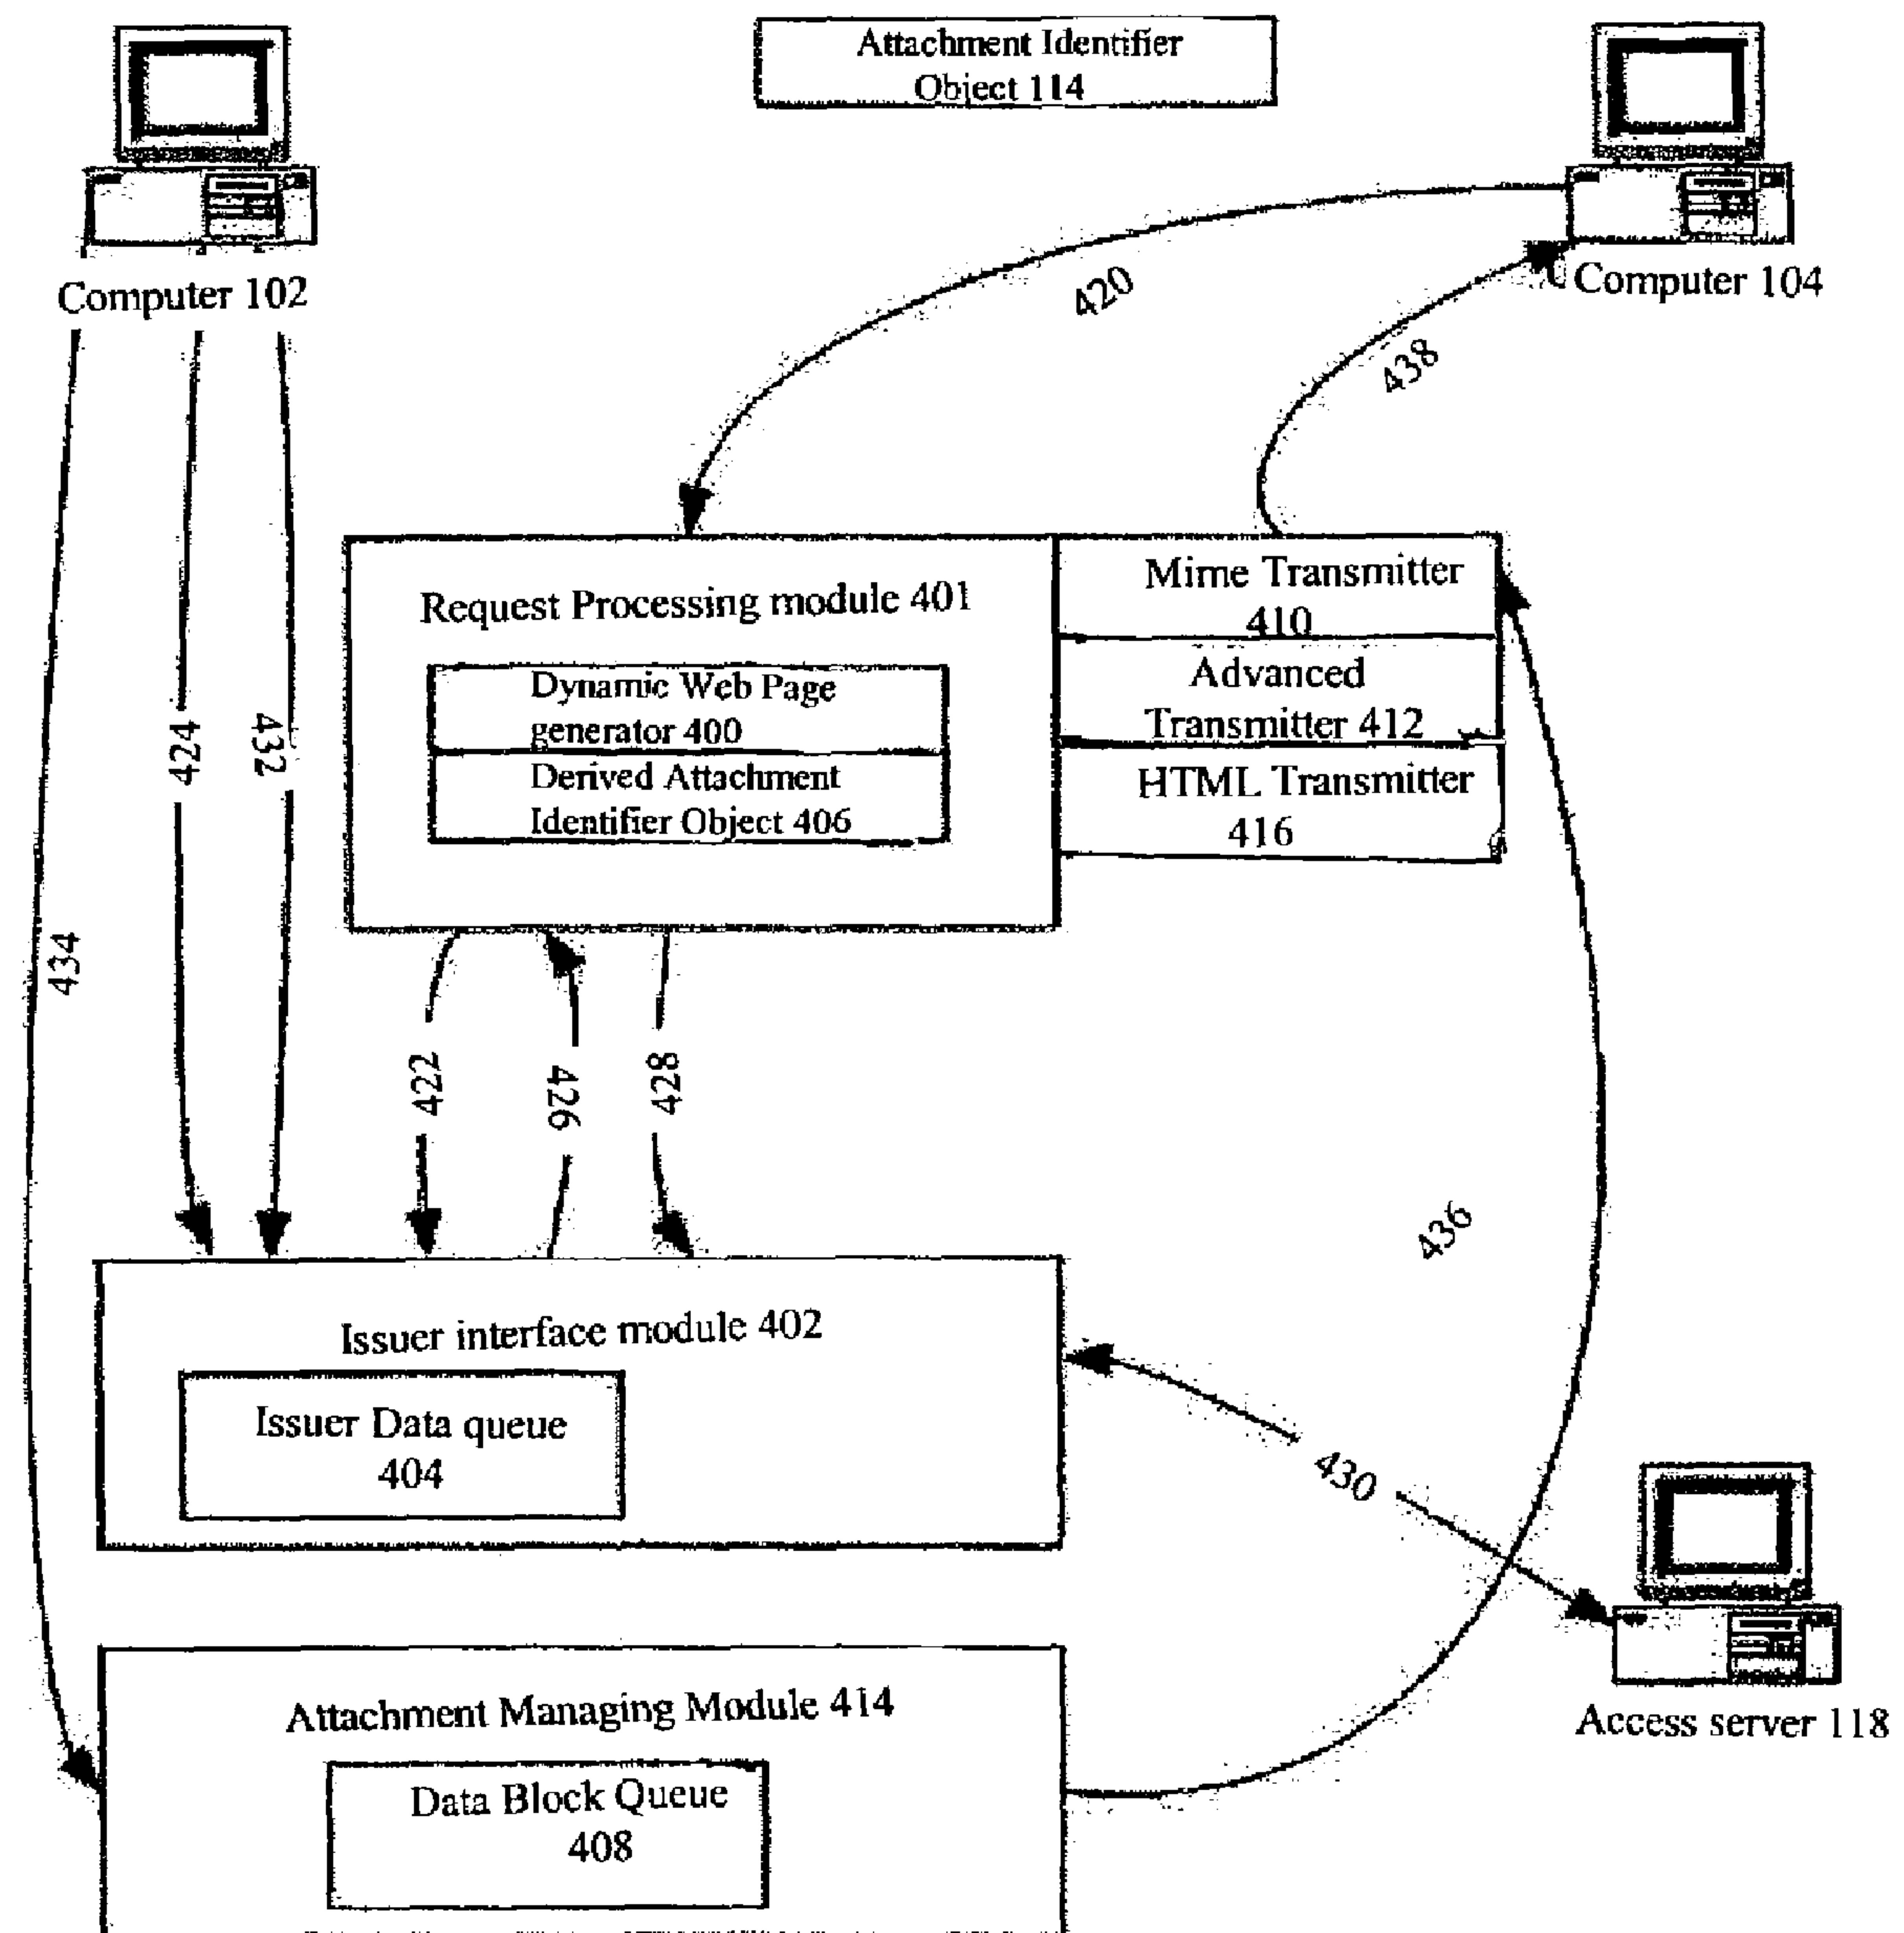 Attachment Identifier
Object 114
Computer 102
Computer 104
420
438
Request Processing module 401
Mime Transmitter
410
Dynamic Web Page
generator 400
Advanced
Transmitter 412
Derived Attachment
Identifier Object 406
HTML Transmitter
416
424
432
434
422
426
428
436
Issuer interface module 402
Issuer Data queue
404
430
Access server 118
Attachment Managing Module 414
Data Block Queue
408